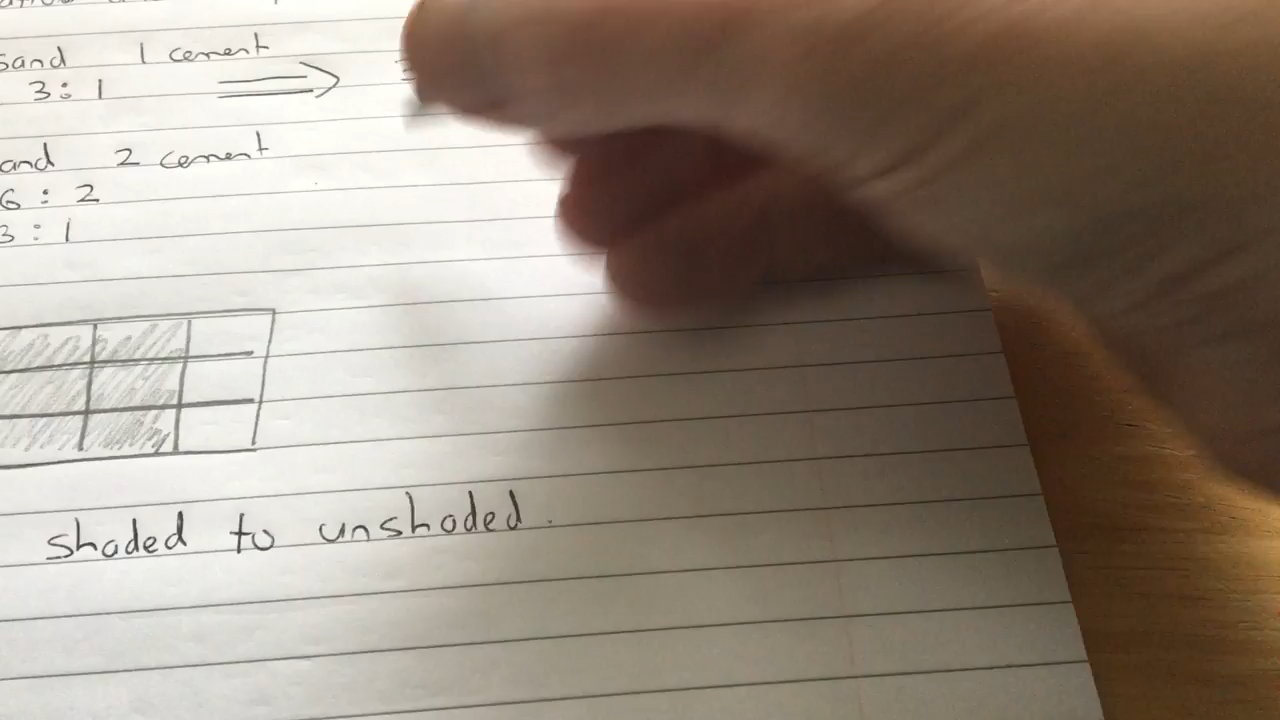 Sand 1 cement
3:1
and 2 cement
6:2
3:1
shaded to unshaded.